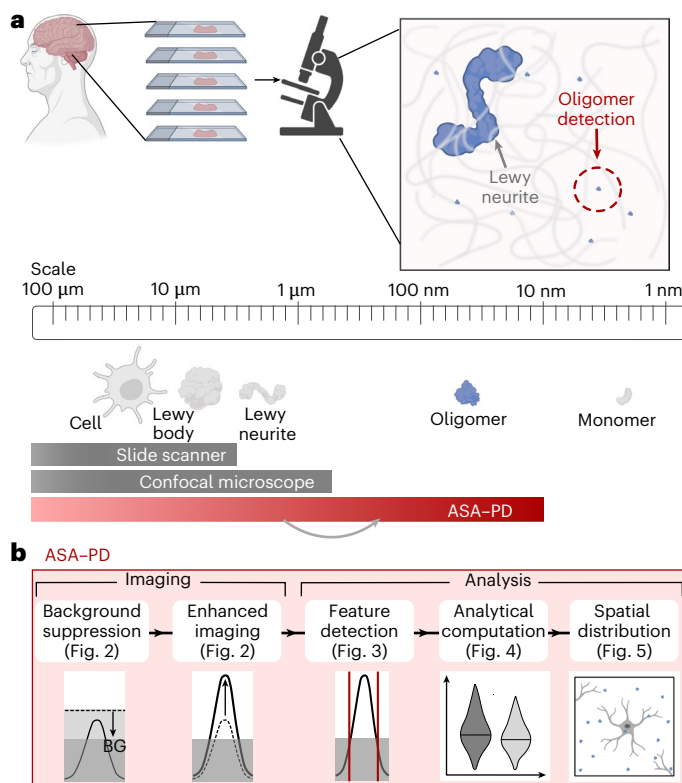 a
Oligomer
detection
Lewy
neurite
Scale
100 µm
10 µm
1 µm
100 nm
10 nm
1 nm
Cell
Lewy
body
Lewy
neurite
Oligomer
Monomer
Slide scanner
Confocal microscope
ASA–PD
b
ASA–PD
Imaging
Analysis
Background
suppression
(Fig. 2)
Enhanced
imaging
(Fig. 2)
Feature
detection
(Fig. 3)
Analytical
computation
(Fig. 4)
Spatial
distribution
(Fig. 5)
BG